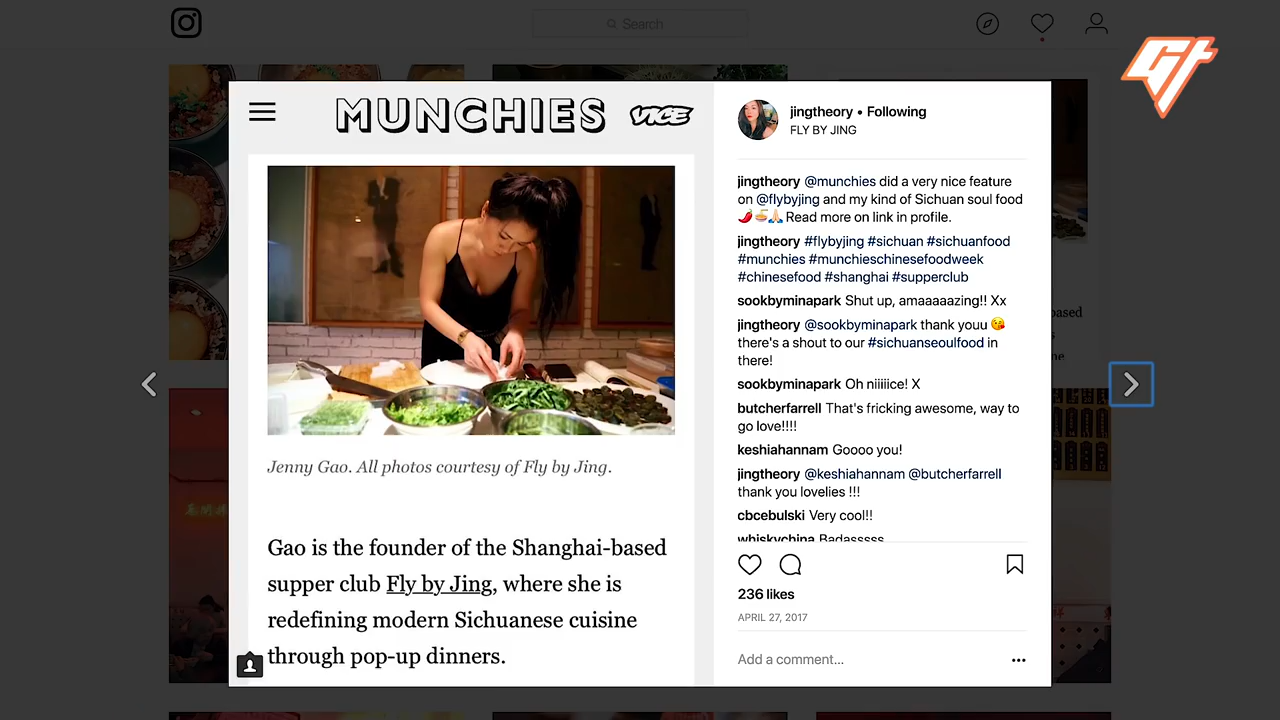 Search
GT
MUNCHIES VICE
jingtheory • Following
FLY BY JING
jingtheory @munchies did a very nice feature
on @flybyjing and my kind of Sichuan soul food
🌶️🍜🙏🏻Read more on link in profile.
jingtheory #flybyjing #sichuan #sichuanfood
#munchies #munchieschinesefoodweek
#chinesefood #shanghai #supperclub
sookbyminapark Shut up, amaaaaazing!! Xx
jingtheory @sookbyminapark thank youu 😘
there's a shout to our #sichuanseoulfood in
there!
sookbyminapark Oh niiiiice! X
butcherfarrell That's fricking awesome, way to
go love!!!!
keshiahannam Goooo you!
jingtheory @keshiahannam @butcherfarrell
thank you lovelies !!!
cbcebulski Very cool!!
whiskychina Badasssss
236 likes
APRIL 27, 2017
Add a comment...
Jenny Gao. All photos courtesy of Fly by Jing.
Gao is the founder of the Shanghai-based
supper club Fly by Jing, where she is
redefining modern Sichuanese cuisine
through pop-up dinners.